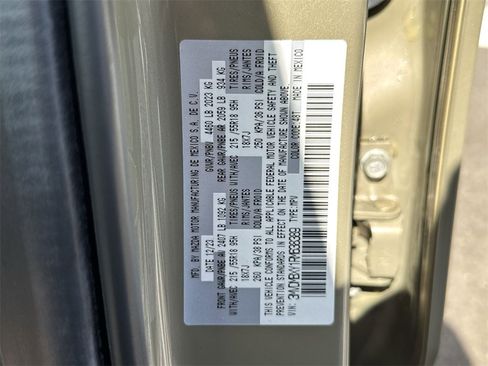 MFD. BY MAZDA MOTOR MANUFACTURING DE MEXICO S.A. DE C.V.
DATE: 12/23 GVWR/PNBV 4460 LB 2023 KG
FRONT GAWR/PNBE AV 2407 LB 1092 KG REAR GAWR/PNBE AR 2059 LB 934 KG
WITH/AVEC 215/55R18 95H TIRES/PNEUS WITH/AVEC 215/55R18 95H TIRES/PNEUS
18X7J RIMS/JANTES 18X7J RIMS/JANTES
250 KPA/36 PSI COLD/A FROID 250 KPA/36 PSI COLD/A FROID
THIS VEHICLE CONFORMS TO ALL APPLICABLE FEDERAL MOTOR VEHICLE SAFETY AND THEFT
PREVENTION STANDARDS IN EFFECT ON THE DATE OF MANUFACTURE SHOWN ABOVE.
COLOR CODE: 48T MADE IN MEXICO
VIN: TYPE: MPV